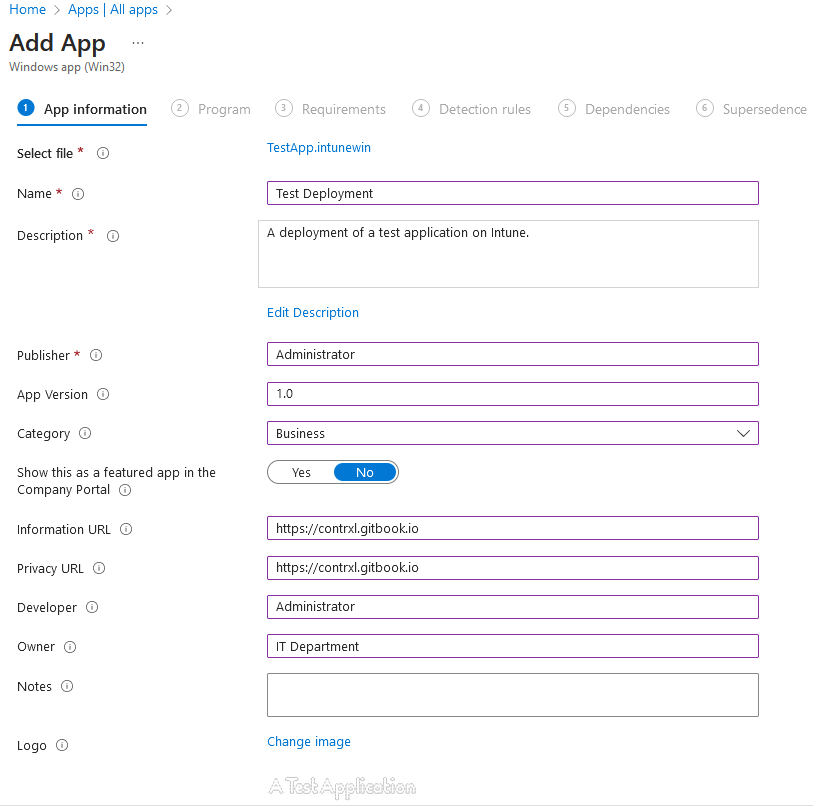 Home > Apps | All apps >
Add App ...
Windows app (Win32)
1 App information 2 Program 3 Requirements 4 Detection rules 5 Dependencies 6 Supersedence
Select file * TestApp.intunewin
Name * Test Deployment
Description * A deployment of a test application on Intune.
Edit Description
Publisher * Administrator
App Version 1.0
Category Business
Show this as a featured app in the Yes No
Company Portal
Information URL https://contrxl.gitbook.io
Privacy URL https://contrxl.gitbook.io
Developer Administrator
Owner IT Department
Notes
Logo Change image
A Test Application